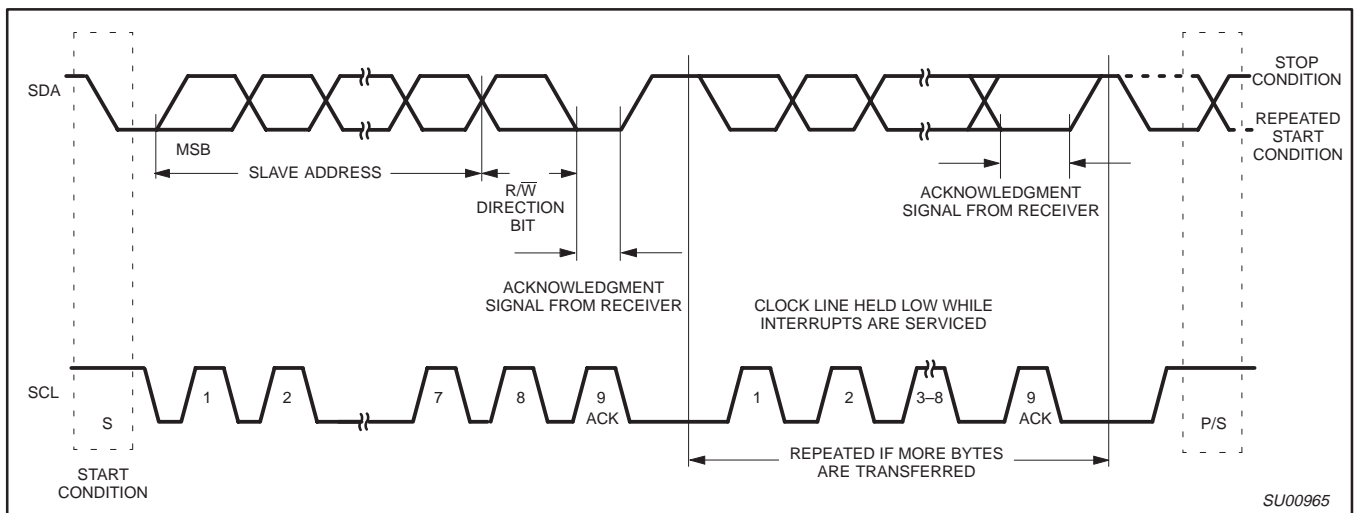 SDA
STOP
CONDITION
REPEATED
START
CONDITION
MSB
SLAVE ADDRESS
R/W̅
DIRECTION
BIT
ACKNOWLEDGMENT
SIGNAL FROM RECEIVER
ACKNOWLEDGMENT
SIGNAL FROM RECEIVER
CLOCK LINE HELD LOW WHILE
INTERRUPTS ARE SERVICED
SCL
S
1
2
7
8
9
ACK
1
2
3–8
9
ACK
P/S
START
CONDITION
REPEATED IF MORE BYTES
ARE TRANSFERRED
SU00965